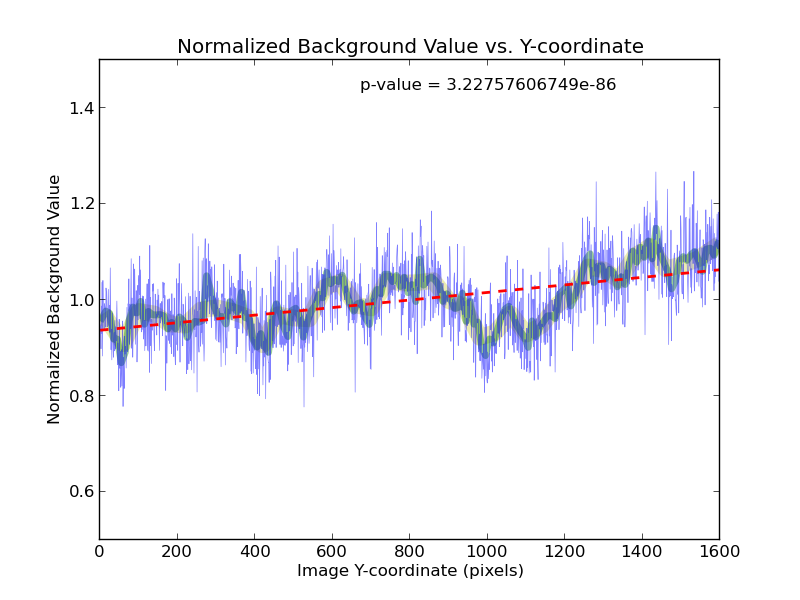 Normalized Background Value vs. Y-coordinate
p-value = 3.22757606749e-86
1.4
1.2
1.0
0.8
0.6
Normalized Background Value
0 200 400 600 800 1000 1200 1400 1600
Image Y-coordinate (pixels)